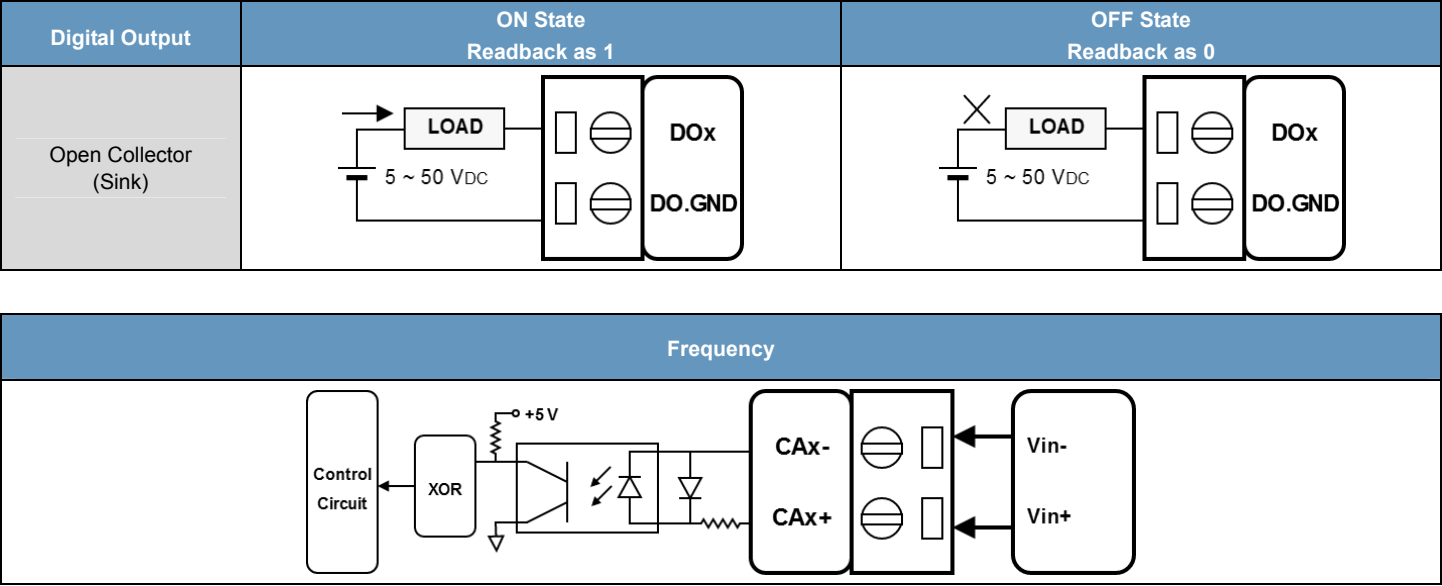 Digital Output
ON State
Readback as 1
OFF State
Readback as 0
Open Collector
(Sink)
LOAD
5 ~ 50 VDC
DOx
DO.GND
LOAD
5 ~ 50 VDC
DOx
DO.GND
Frequency
Control
Circuit
XOR
+5 V
CAx-
CAx+
Vin-
Vin+